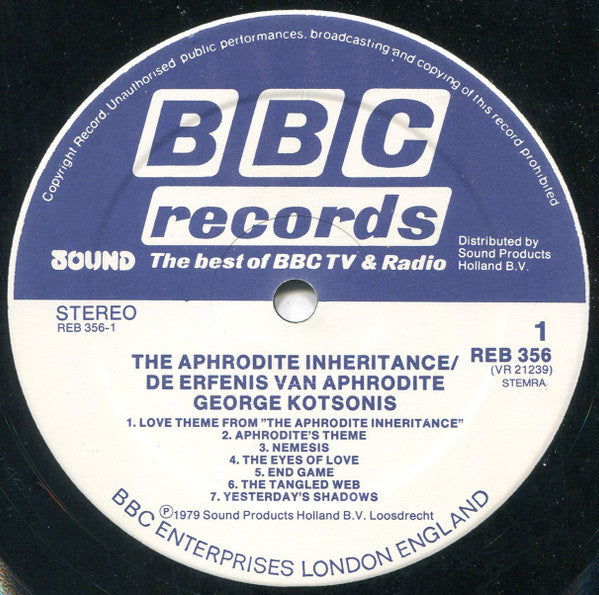 Copyright Record. Unauthorised public performances, broadcasting and copying of this record prohibited
BBC
records
SOUND
The best of BBC TV & Radio
Distributed by
Sound Products
Holland B.V.
STEREO
REB 356-1
1
REB 356
(VR 21239)
STEMRA
THE APHRODITE INHERITANCE/
DE ERFENIS VAN APHRODITE
GEORGE KOTSONIS
1. LOVE THEME FROM "THE APHRODITE INHERITANCE"
2. APHRODITE'S THEME
3. NEMESIS
4. THE EYES OF LOVE
5. END GAME
6. THE TANGLED WEB
7. YESTERDAY'S SHADOWS
Ⓟ1979 Sound Products Holland B.V. Loosdrecht
BBC ENTERPRISES LONDON ENGLAND